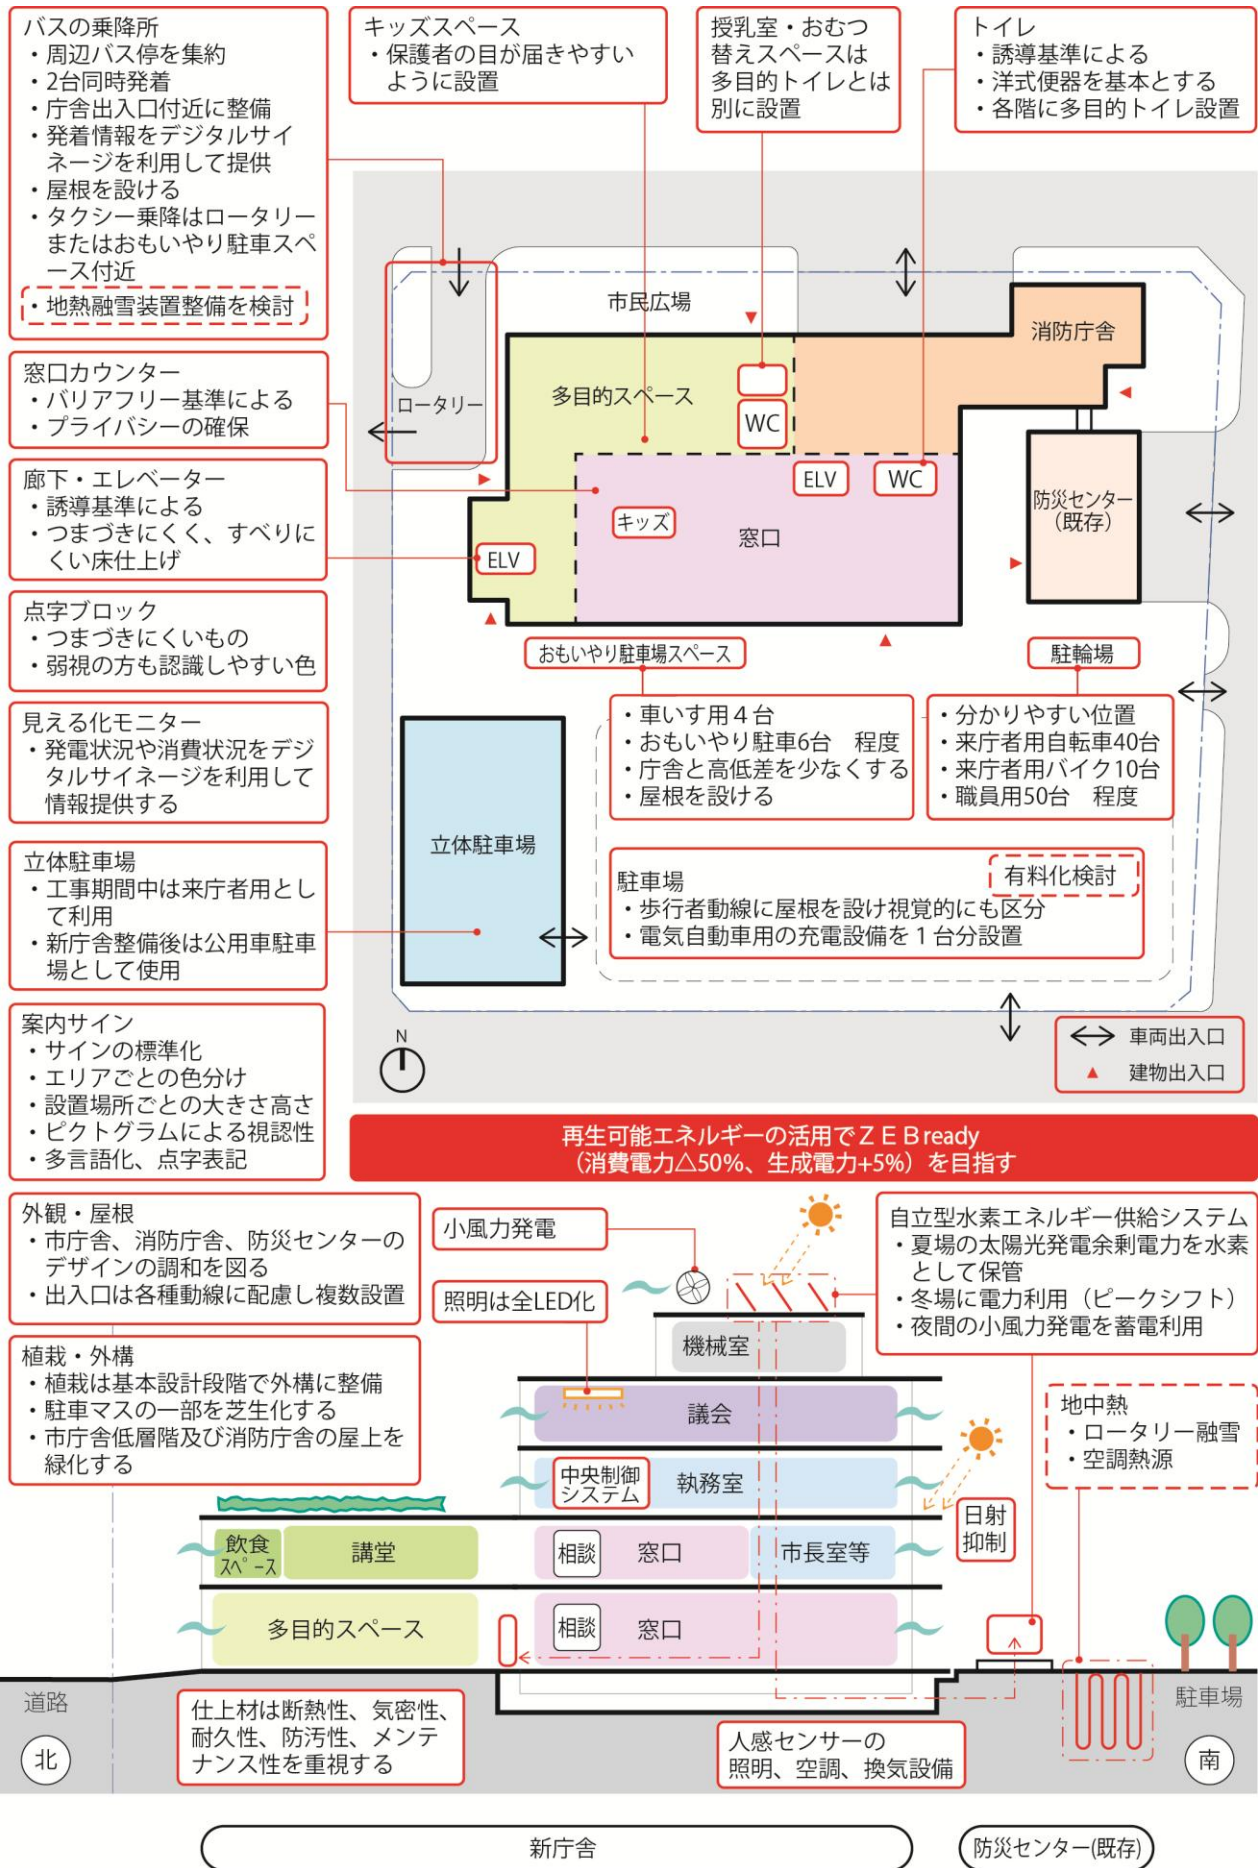 バスの乗降所
・周辺バス停を集約
・2台同時発着
・庁舎出入口付近に整備
・発着情報をデジタルサイ
ネージを利用して提供
・屋根を設ける
・タクシー乗降はロータリー
またはおもいやり駐車スペ
ース付近
・地熱融雪装置整備を検討
キッズスペース
・保護者の目が届きやすい
ように設置
授乳室・おむつ
替えスペースは
多目的トイレとは
別に設置
トイレ
・誘導基準による
・洋式便器を基本とする
・各階に多目的トイレ設置
窓口カウンター
・バリアフリー基準による
・プライバシーの確保
廊下・エレベーター
・誘導基準による
・つまづきにくく、すべりに
くい床仕上げ
点字ブロック
・つまづきにくいもの
・弱視の方も認識しやすい色
見える化モニター
・発電状況や消費状況をデジ
タルサイネージを利用して
情報提供する
立体駐車場
・工事期間中は来庁者用とし
て利用
・新庁舎整備後は公用車駐車
場として使用
案内サイン
・サインの標準化
・エリアごとの色分け
・設置場所ごとの大きさ高さ
・ピクトグラムによる視認性
・多言語化、点字表記
市民広場
消防庁舎
多目的スペース
ロータリー
WC
ELV
WC
防災センター
(既存)
キッズ
窓口
ELV
おもいやり駐車場スペース
駐輪場
・車いす用4台
・おもいやり駐車6台 程度
・庁舎と高低差を少なくする
・屋根を設ける
・分かりやすい位置
・来庁者用自転車40台
・来庁者用バイク10台
・職員用50台 程度
立体駐車場
駐車場
有料化検討
・歩行者動線に屋根を設け視覚的にも区分
・電気自動車用の充電設備を1台分設置
N
車両出入口
建物出入口
再生可能エネルギーの活用でＺＥＢready
（消費電力△50%、生成電力+5%）を目指す
外観・屋根
・市庁舎、消防庁舎、防災センターの
デザインの調和を図る
・出入口は各種動線に配慮し複数設置
植栽・外構
・植栽は基本設計段階で外構に整備
・駐車マスの一部を芝生化する
・市庁舎低層階及び消防庁舎の屋上を
緑化する
小風力発電
照明は全LED化
自立型水素エネルギー供給システム
・夏場の太陽光発電余剰電力を水素
として保管
・冬場に電力利用（ピークシフト）
・夜間の小風力発電を蓄電利用
機械室
議会
中央制御
システム
執務室
地中熱
・ロータリー融雪
・空調熱源
日射
抑制
飲食
スペース
講堂
相談
窓口
市長室等
多目的スペース
相談
窓口
道路
北
仕上材は断熱性、気密性、
耐久性、防汚性、メンテ
ナンス性を重視する
人感センサーの
照明、空調、換気設備
駐車場
南
新庁舎
防災センター(既存)